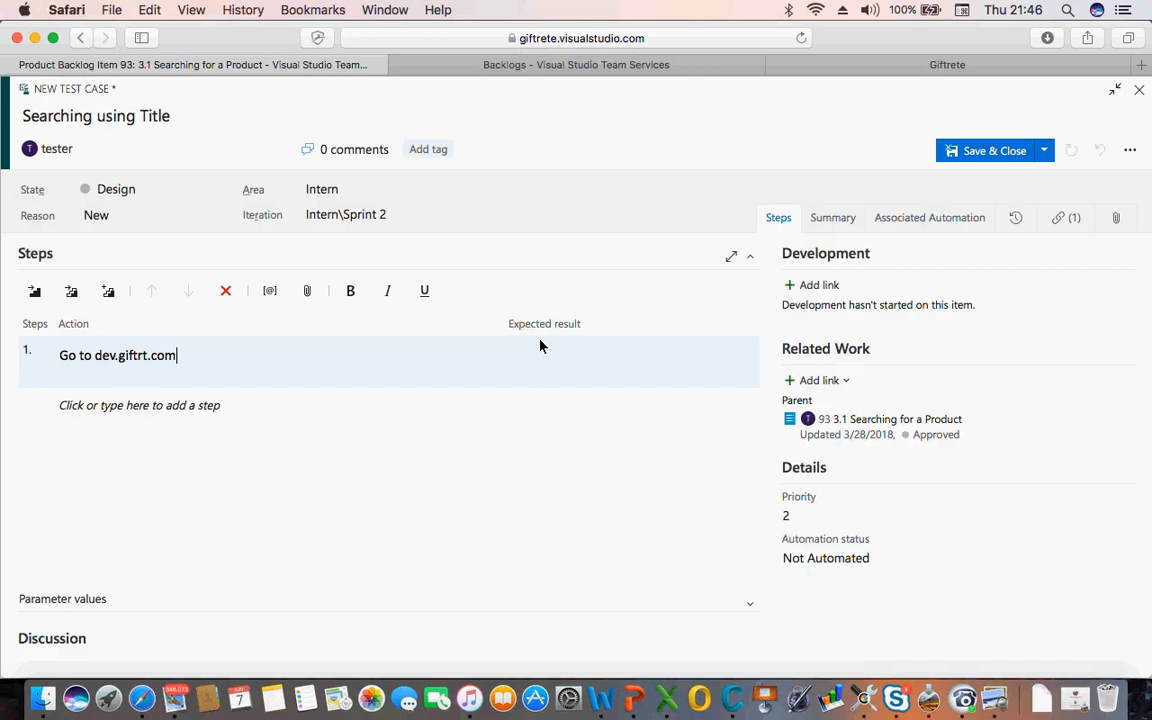 Safari File Edit View History Bookmarks Window Help 100% Thu 21:46
giftrete.visualstudio.com
Product Backlog Item 93: 3.1 Searching for a Product - Visual Studio Team... Backlogs - Visual Studio Team Services Giftrete
NEW TEST CASE *
Searching using Title
T tester 0 comments Add tag Save & Close
State Design Area Intern
Reason New Iteration Intern\Sprint 2
Steps Summary Associated Automation (1)
Steps
B I U
Steps Action Expected result
1. Go to dev.giftrt.com
Click or type here to add a step
Parameter values
Discussion
Development
+ Add link
Development hasn't started on this item.
Related Work
+ Add link
Parent
T 93 3.1 Searching for a Product
Updated 3/28/2018, Approved
Details
Priority
2
Automation status
Not Automated